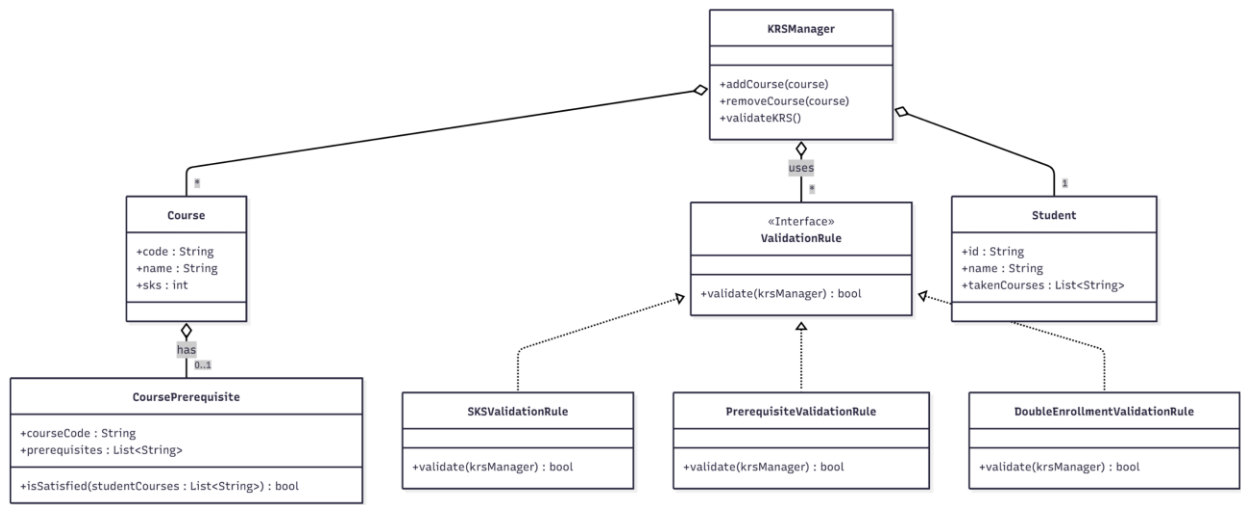 KRSManager
+addCourse(course)
+removeCourse(course)
+validateKRS()
*
uses
*
1
Course
+code : String
+name : String
+sks : int
«Interface»
ValidationRule
+validate(krsManager) : bool
Student
+id : String
+name : String
+takenCourses : List<String>
has
0..1
CoursePrerequisite
+courseCode : String
+prerequisites : List<String>
+isSatisfied(studentCourses : List<String>) : bool
SKSValidationRule
+validate(krsManager) : bool
PrerequisiteValidationRule
+validate(krsManager) : bool
DoubleEnrollmentValidationRule
+validate(krsManager) : bool